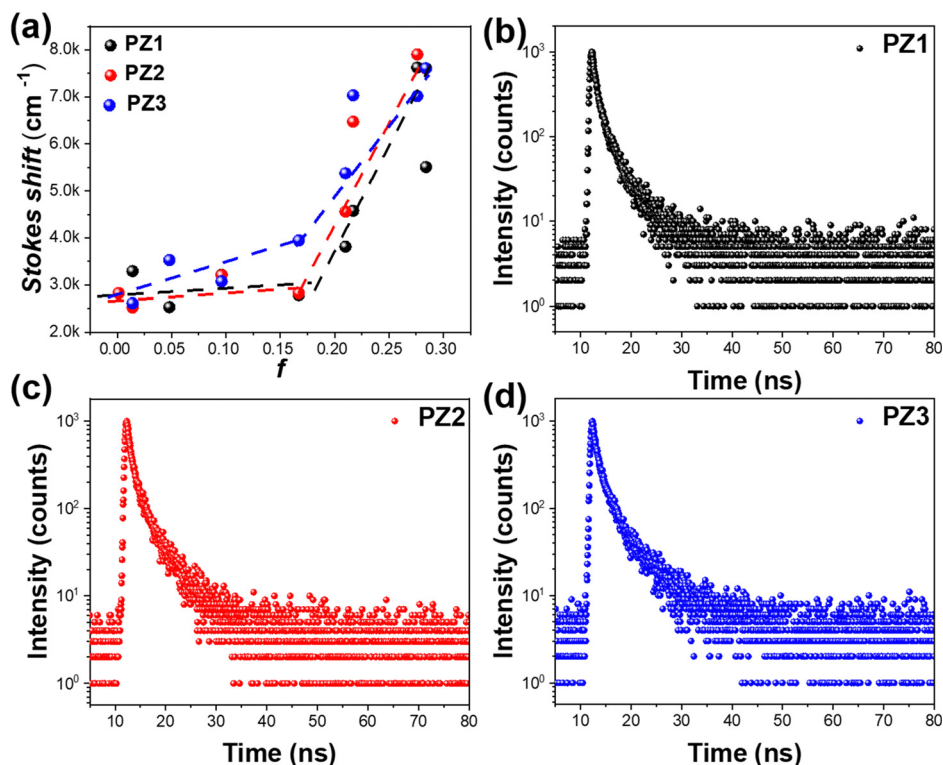 (a)
PZ1
PZ2
PZ3
Stokes shift (cm⁻¹)
8.0k
7.0k
6.0k
5.0k
4.0k
3.0k
2.0k
0.00 0.05 0.10 0.15 0.20 0.25 0.30
f
(b)
PZ1
Intensity (counts)
10³
10²
10¹
10⁰
10 20 30 40 50 60 70 80
Time (ns)
(c)
PZ2
Intensity (counts)
10³
10²
10¹
10⁰
10 20 30 40 50 60 70 80
Time (ns)
(d)
PZ3
Intensity (counts)
10³
10²
10¹
10⁰
10 20 30 40 50 60 70 80
Time (ns)